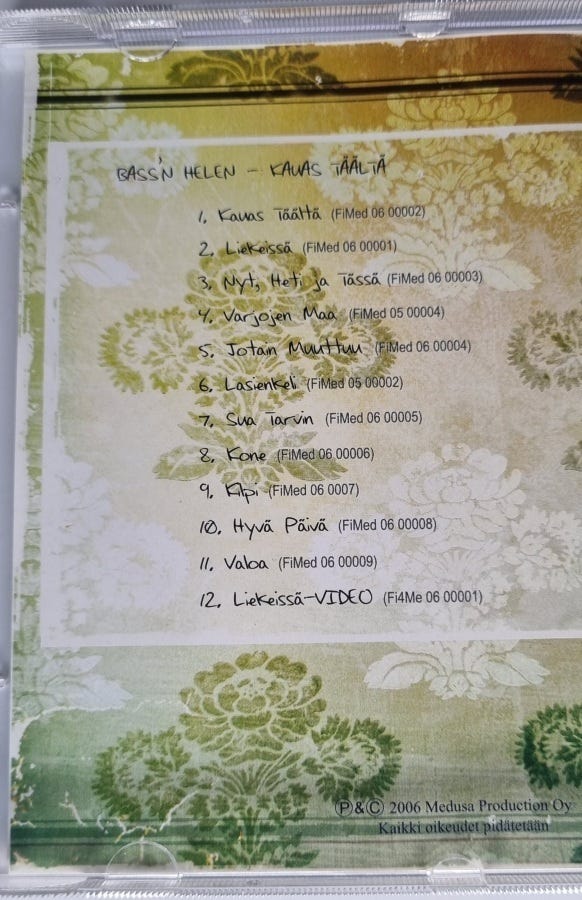 BASS'N HELEN – KAUAS TÄÄLTÄ
1. Kauas Täältä (FiMed 06 00002)
2. Liekeissä (FiMed 06 00001)
3. Nyt, Heti ja Tässä (FiMed 06 00003)
4. Varjojen Maa (FiMed 05 00004)
5. Jotain Muuttuu (FiMed 06 00004)
6. Lasienkeli (FiMed 05 00002)
7. Sua Tarvin (FiMed 06 00005)
8. Kone (FiMed 06 00006)
9. Kilpi (FiMed 06 0007)
10. Hyvä Päivä (FiMed 06 00008)
11. Valoa (FiMed 06 00009)
12. Liekeissä-VIDEO (Fi4Me 06 00001)
Ⓟ&© 2006 Medusa Production Oy
Kaikki oikeudet pidätetään